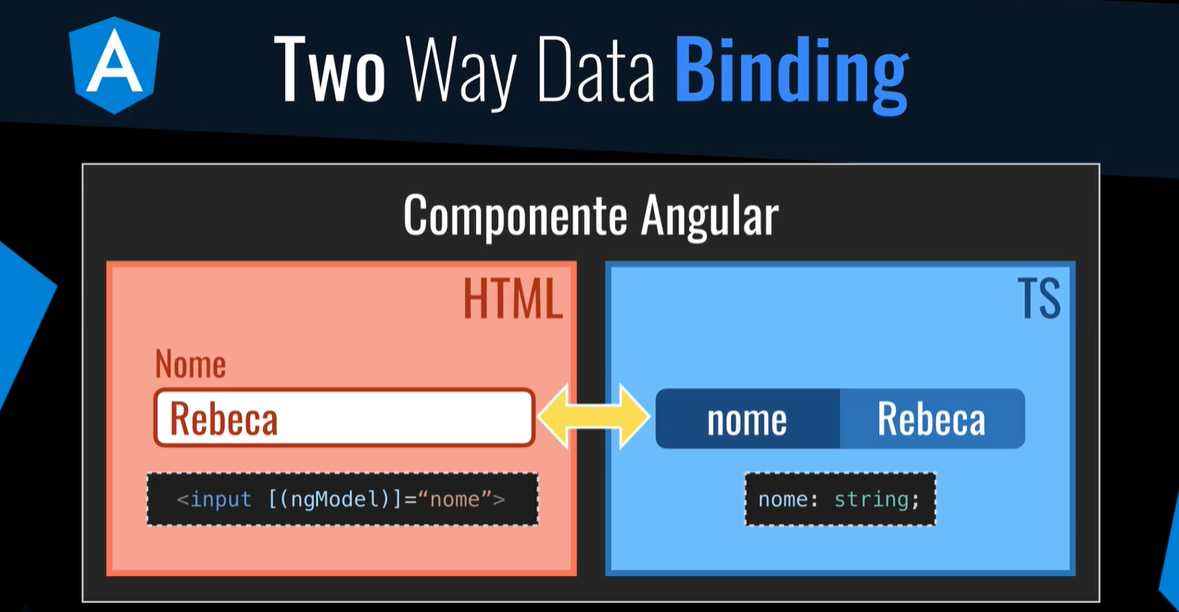 A
Two Way Data Binding
Componente Angular
HTML
TS
Nome
Rebeca
nome
Rebeca
<input [(ngModel)]=“nome”>
nome: string;